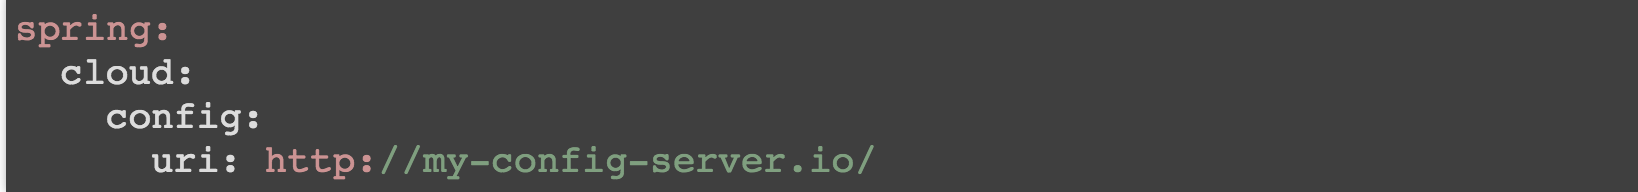 spring:
  cloud:
    config:
      uri: http://my-config-server.io/